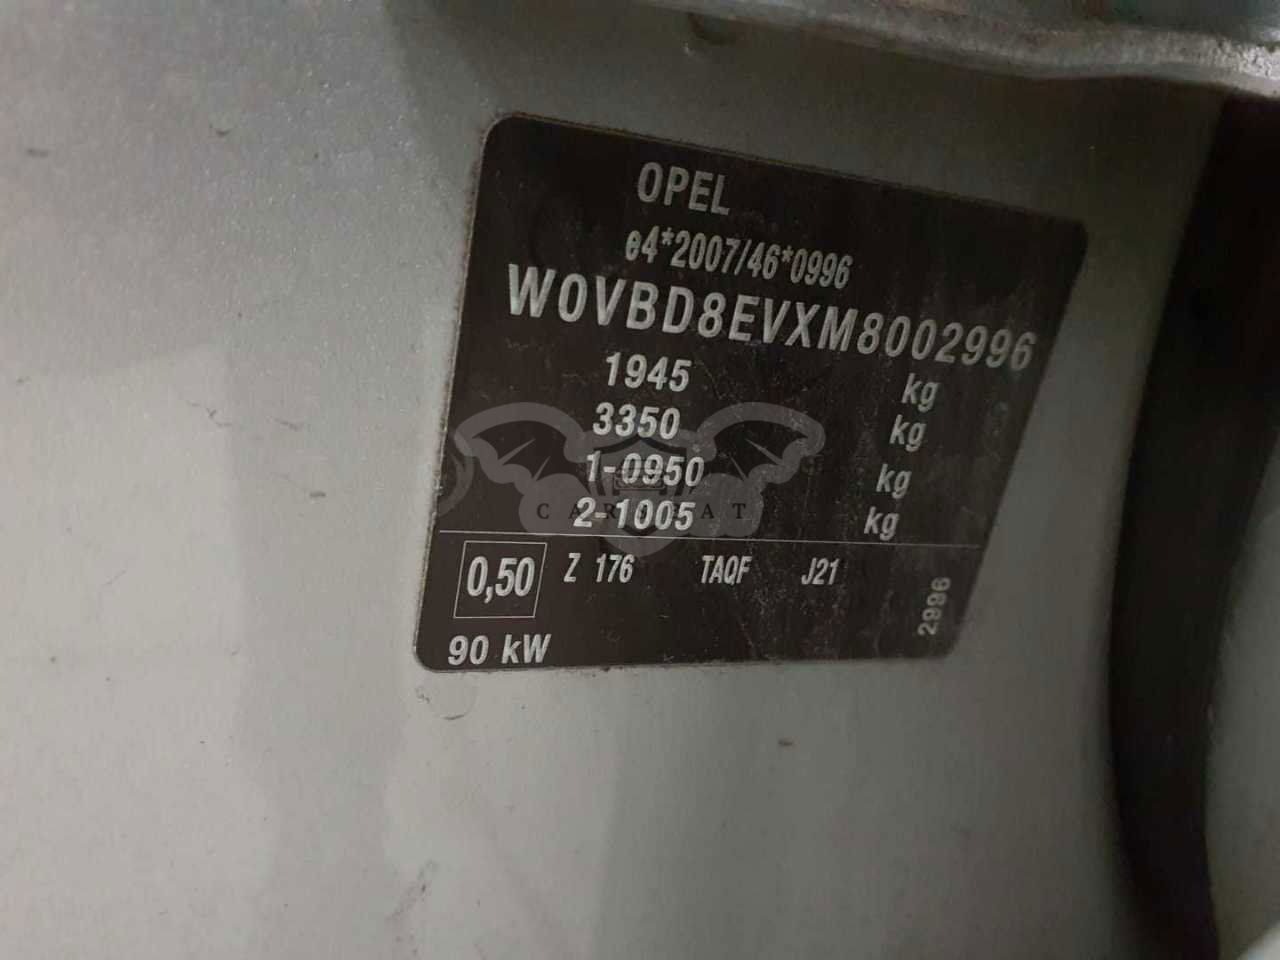 OPEL
e4*2007/46*0996
W0VBD8EVXM8002996
1945 kg
3350 kg
1-0950 kg
2-1005 kg
CARSCAT
0,50 Z 176 TAQF J21
2996
90 kW